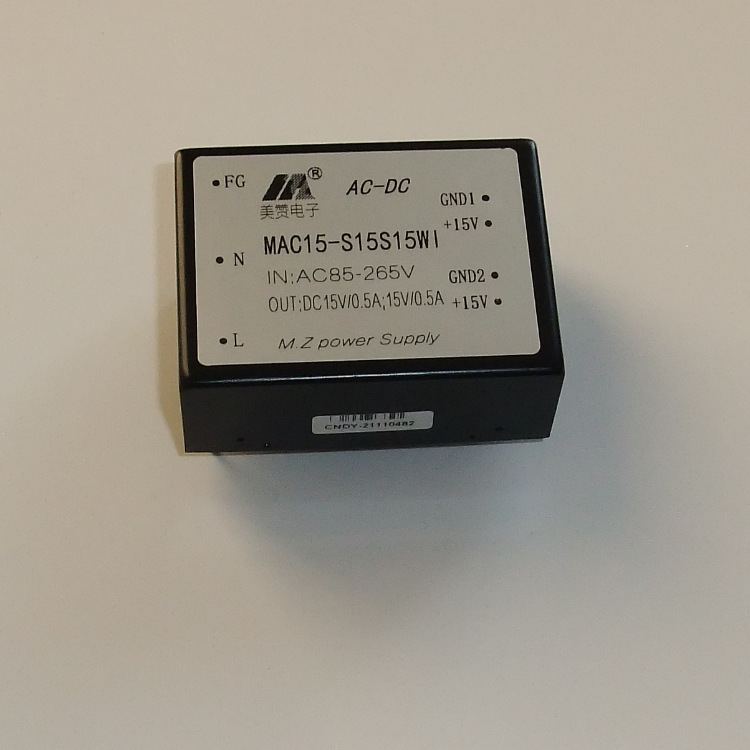 FG
®
AC-DC
美赞电子
GND1
+15V
N
MAC15-S15S15WI
IN:AC85-265V
GND2
OUT:DC15V/0.5A;15V/0.5A
+15V
L
M.Z power Supply
CNDY-21110482